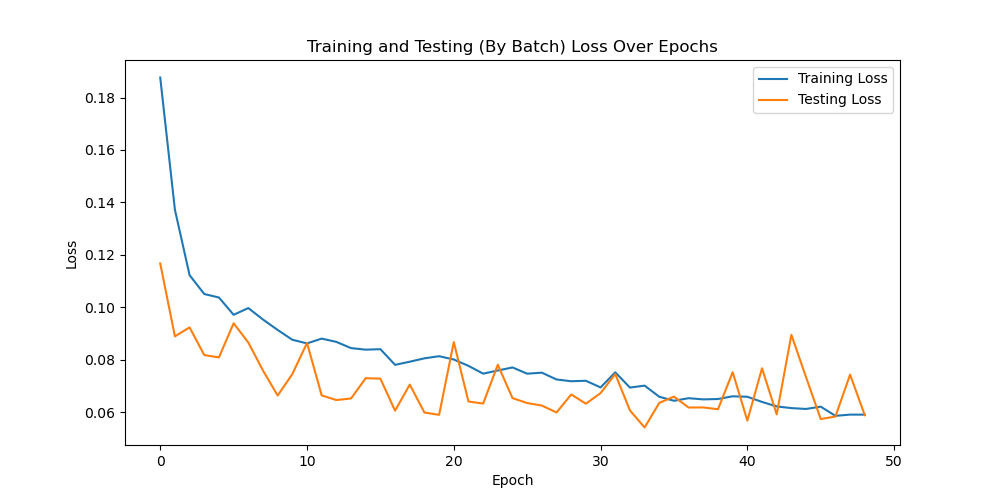 Training and Testing (By Batch) Loss Over Epochs
Training Loss
Testing Loss
Loss
0.18
0.16
0.14
0.12
0.10
0.08
0.06
0
10
20
30
40
50
Epoch